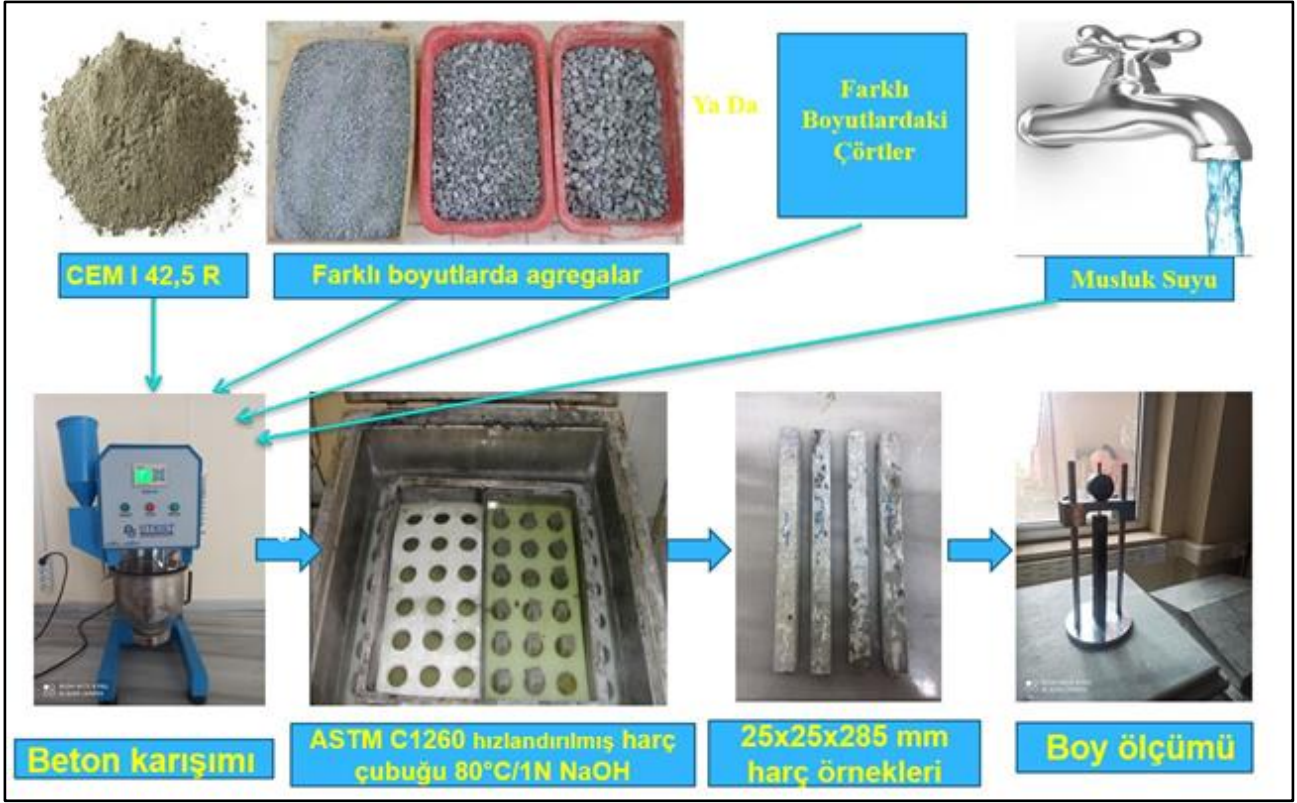 Ya Da
Farklı
Boyutlardaki
Çörtler
CEM I 42,5 R
Farklı boyutlarda agregalar
Musluk Suyu
Beton karışımı
ASTM C1260 hızlandırılmış harç
çubuğu 80°C/1N NaOH
25x25x285 mm
harç örnekleri
Boy ölçümü